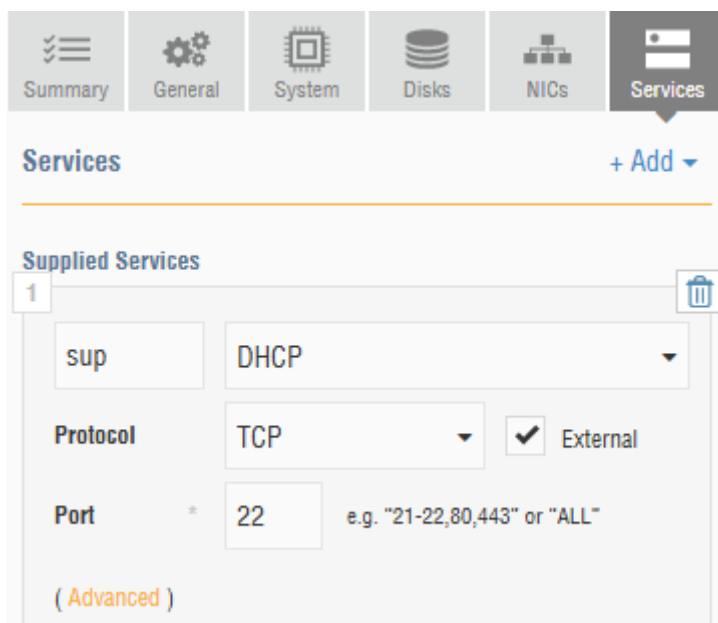 Summary General System Disks NICs Services
Services + Add
Supplied Services
1
sup DHCP
Protocol TCP External
Port * 22 e.g. "21-22,80,443" or "ALL"
( Advanced )